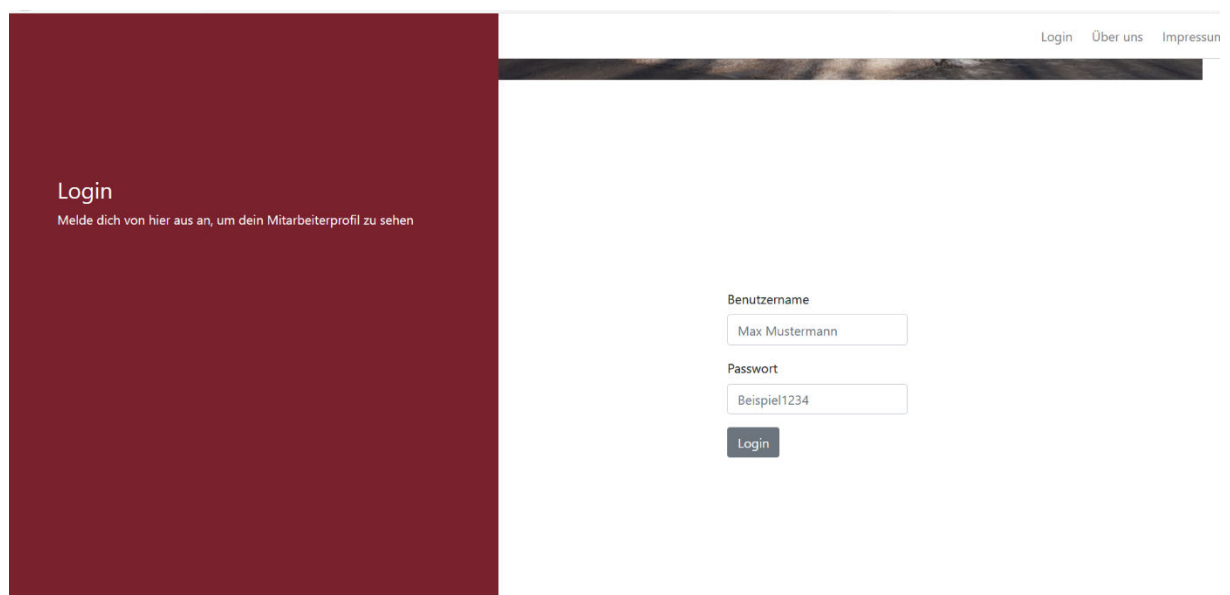 Login Über uns Impressum
Login
Melde dich von hier aus an, um dein Mitarbeiterprofil zu sehen
Benutzername
Max Mustermann
Passwort
Beispiel1234
Login